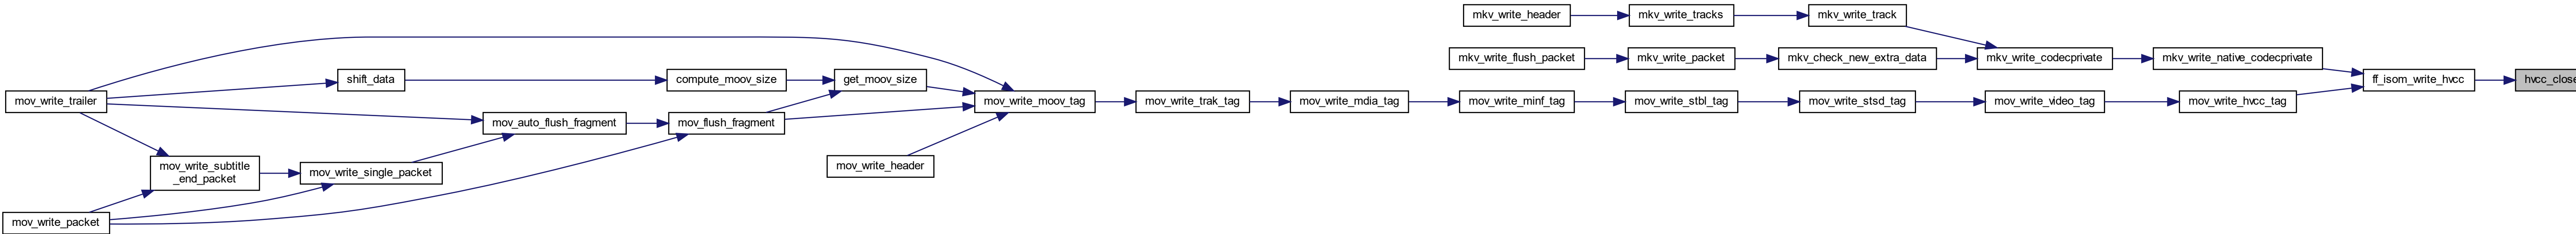 mkv_write_header
mkv_write_tracks
mkv_write_track
mkv_write_flush_packet
mkv_write_packet
mkv_check_new_extra_data
mkv_write_codecprivate
mkv_write_native_codecprivate
shift_data
compute_moov_size
get_moov_size
ff_isom_write_hvcc
hvcc_close
mov_write_trailer
mov_write_moov_tag
mov_write_trak_tag
mov_write_mdia_tag
mov_write_minf_tag
mov_write_stbl_tag
mov_write_stsd_tag
mov_write_video_tag
mov_write_hvcc_tag
mov_auto_flush_fragment
mov_flush_fragment
mov_write_subtitle
_end_packet
mov_write_single_packet
mov_write_header
mov_write_packet